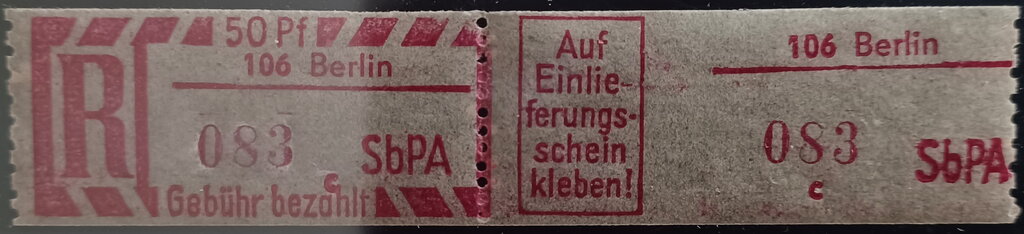 50 Pf
R
106 Berlin
083
SbPA
c
Gebühr bezahlt
Auf
Einlie-
ferungs-
schein
kleben!
106 Berlin
083
c
SbPA